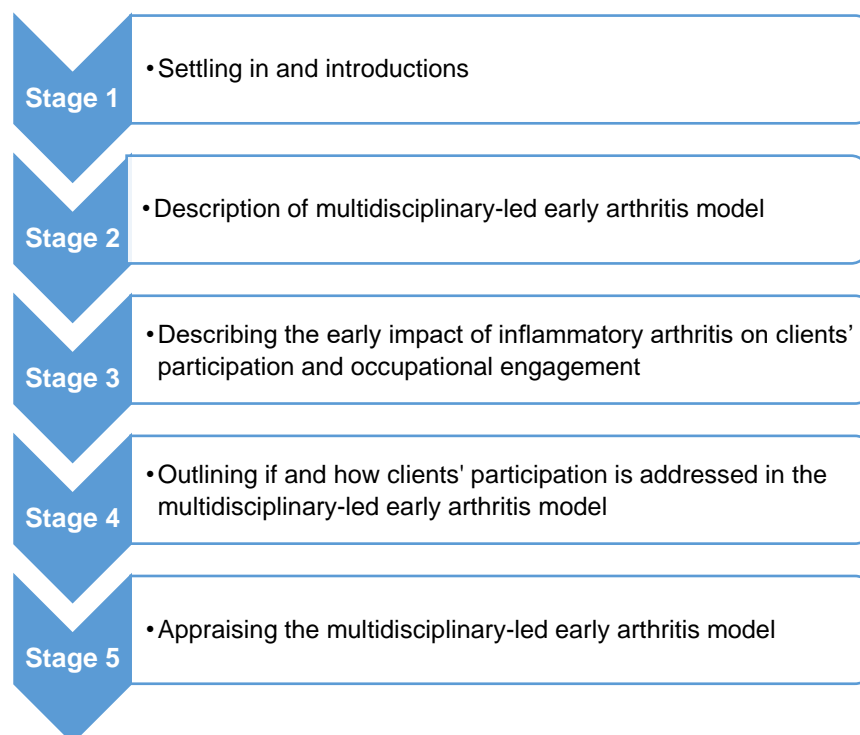 Stage 1
•Settling in and introductions
Stage 2
•Description of multidisciplinary-led early arthritis model
Stage 3
•Describing the early impact of inflammatory arthritis on clients’
participation and occupational engagement
Stage 4
•Outlining if and how clients' participation is addressed in the
multidisciplinary-led early arthritis model
Stage 5
•Appraising the multidisciplinary-led early arthritis model